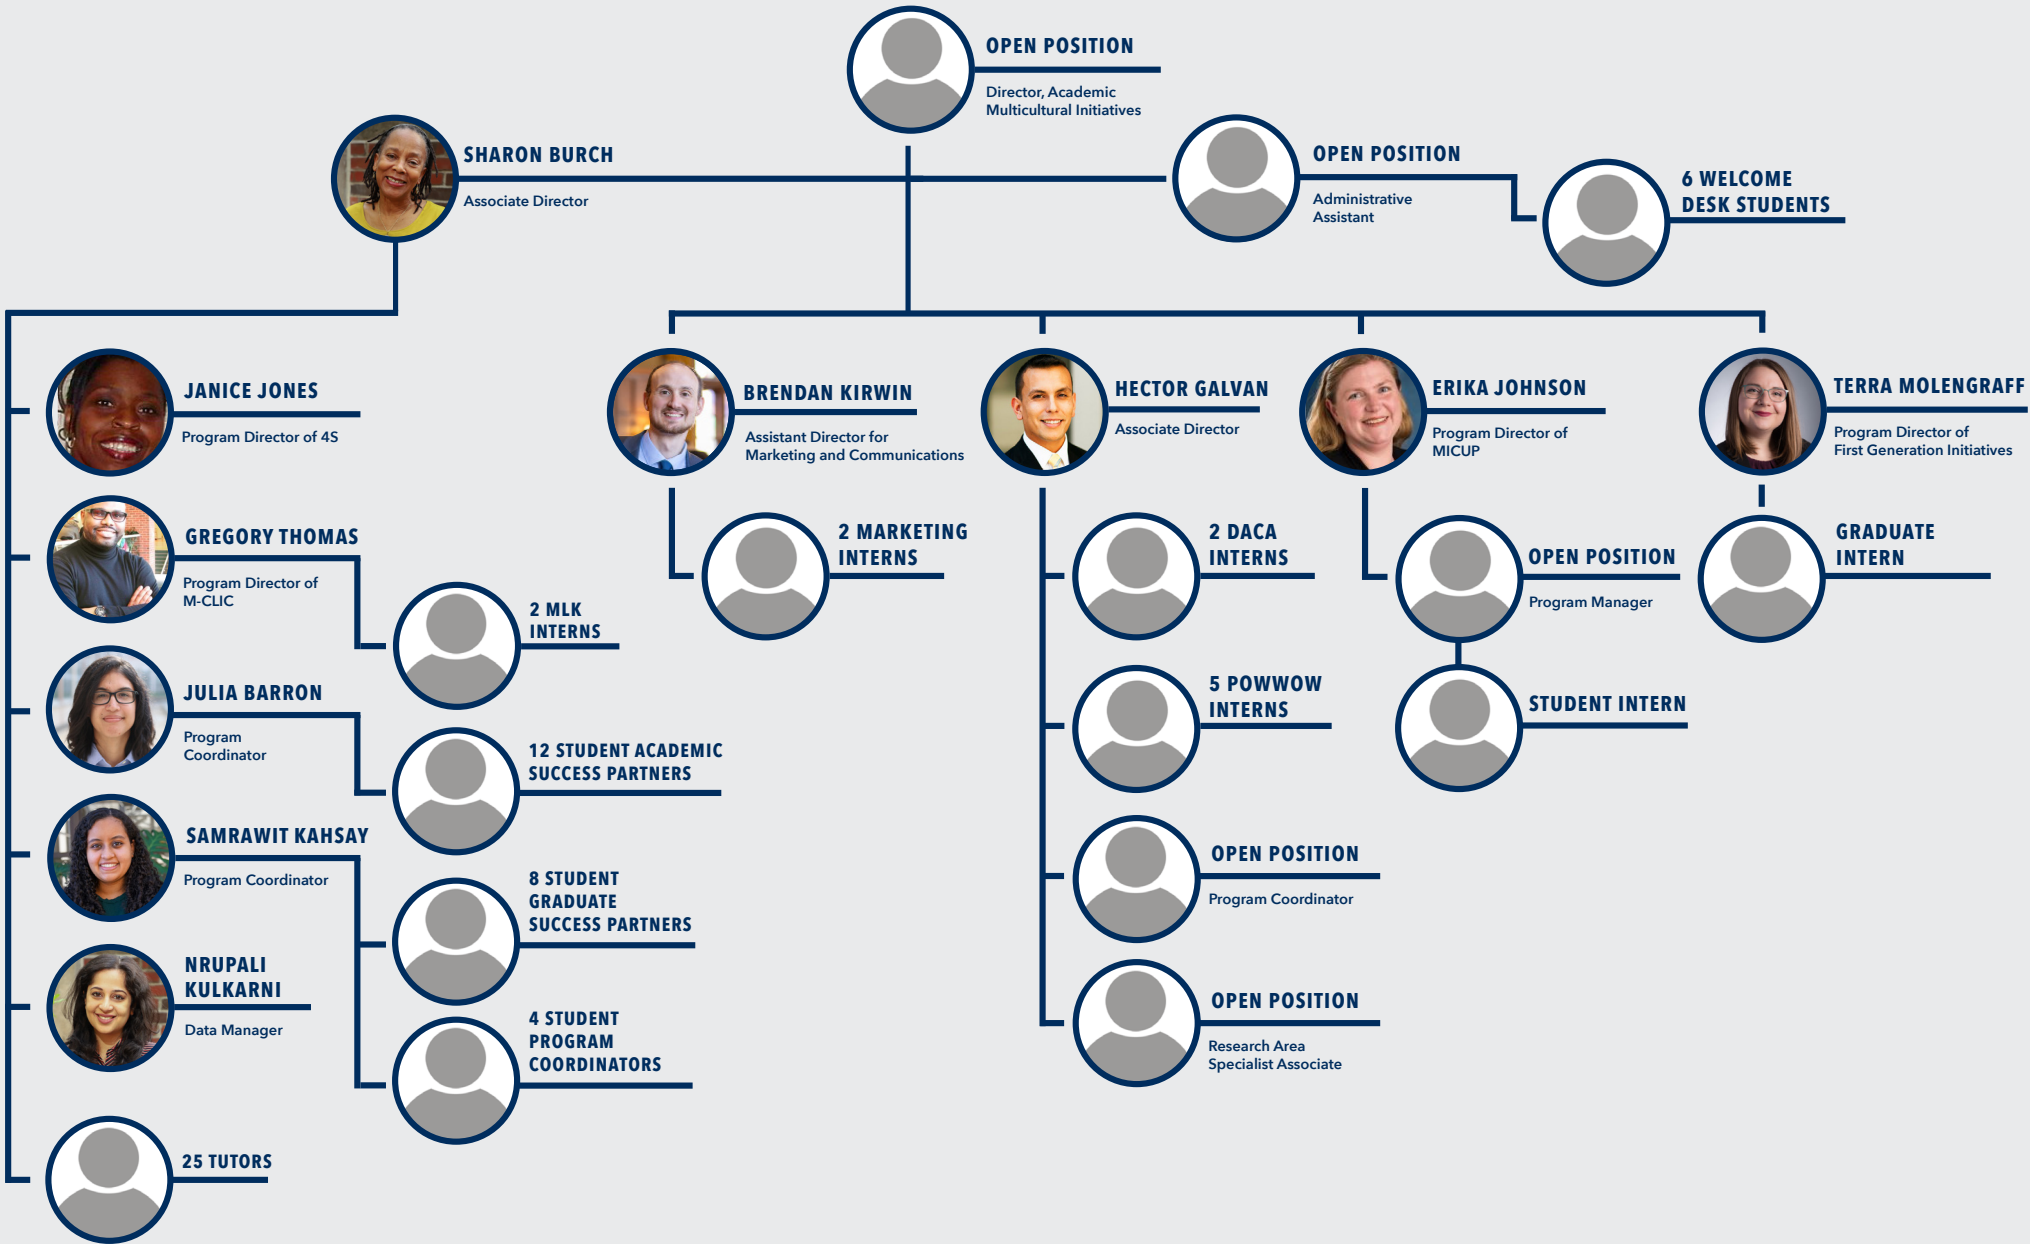 OPEN POSITION
Director, Academic
Multicultural Initiatives
SHARON BURCH
Associate Director
OPEN POSITION
Administrative
Assistant
6 WELCOME
DESK STUDENTS
JANICE JONES
Program Director of 4S
GREGORY THOMAS
Program Director of
M-CLIC
2 MLK
INTERNS
JULIA BARRON
Program
Coordinator
12 STUDENT ACADEMIC
SUCCESS PARTNERS
SAMRAWIT KAHSAY
Program Coordinator
8 STUDENT
GRADUATE
SUCCESS PARTNERS
4 STUDENT
PROGRAM
COORDINATORS
NRUPALI
KULKARNI
Data Manager
25 TUTORS
BRENDAN KIRWIN
Assistant Director for
Marketing and Communications
2 MARKETING
INTERNS
HECTOR GALVAN
Associate Director
2 DACA
INTERNS
5 POWWOW
INTERNS
OPEN POSITION
Program Coordinator
OPEN POSITION
Research Area
Specialist Associate
ERIKA JOHNSON
Program Director of
MICUP
OPEN POSITION
Program Manager
STUDENT INTERN
TERRA MOLENGRAFF
Program Director of
First Generation Initiatives
GRADUATE
INTERN